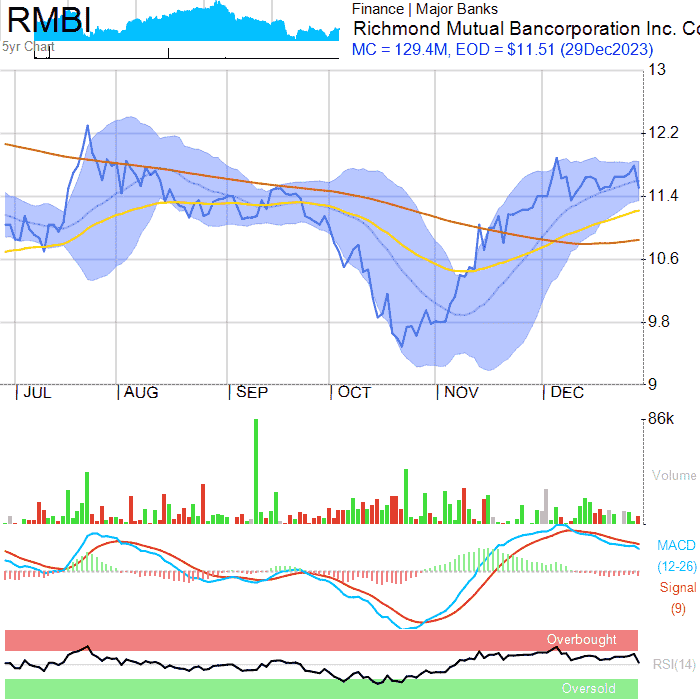 RMBI
5yr Chart
Finance | Major Banks
Richmond Mutual Bancorporation Inc. Co
MC = 129.4M, EOD = $11.51 (29Dec2023)
13
12.2
11.4
10.6
9.8
9
JUL AUG SEP OCT NOV DEC
86k
Volume
MACD
(12-26)
Signal
(9)
Overbought
RSI(14)
Oversold